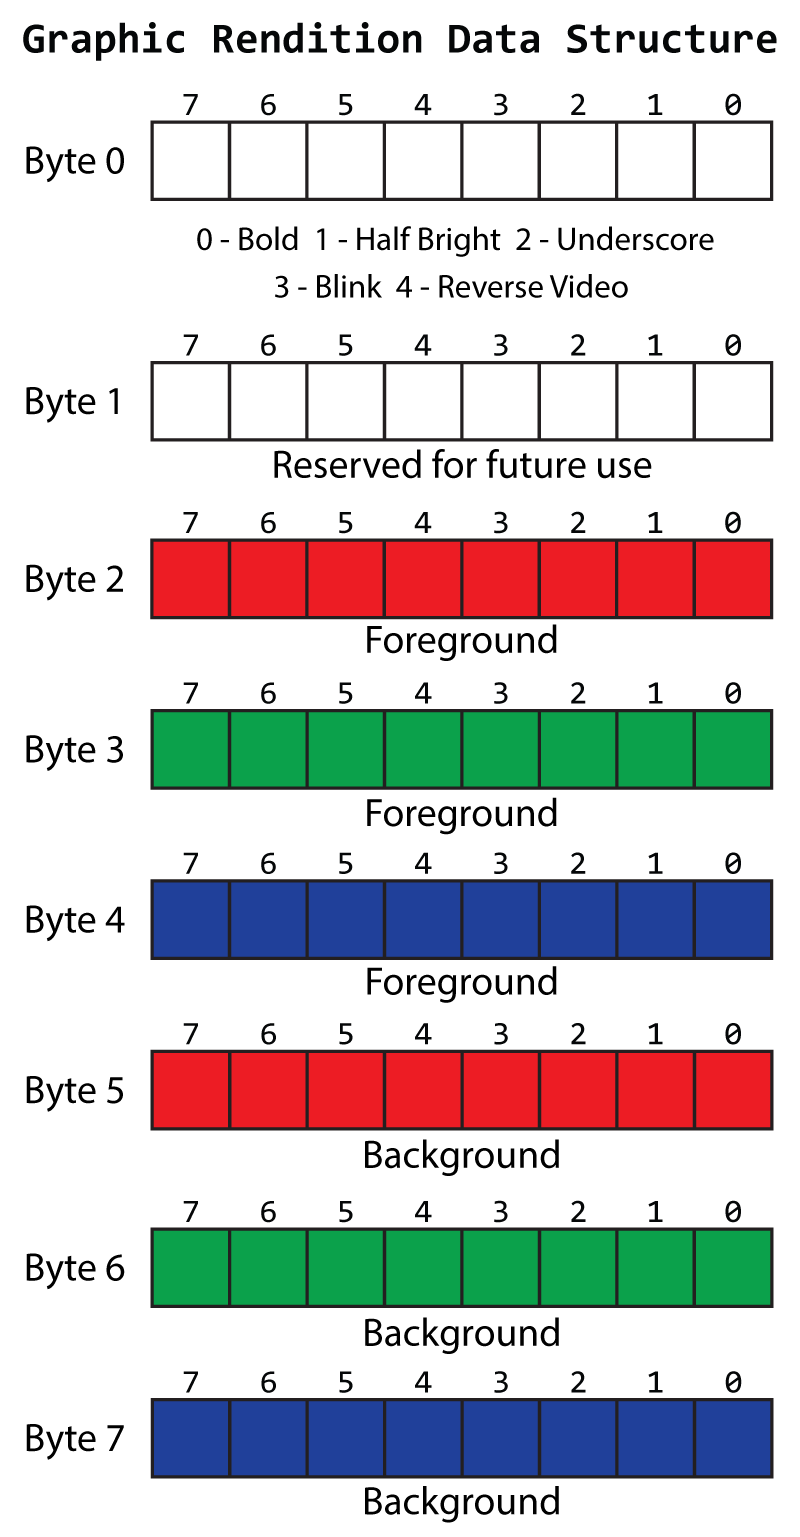 Graphic Rendition Data Structure
7 6 5 4 3 2 1 0
Byte 0
0 - Bold 1 - Half Bright 2 - Underscore
3 - Blink 4 - Reverse Video
7 6 5 4 3 2 1 0
Byte 1
Reserved for future use
7 6 5 4 3 2 1 0
Byte 2
Foreground
7 6 5 4 3 2 1 0
Byte 3
Foreground
7 6 5 4 3 2 1 0
Byte 4
Foreground
7 6 5 4 3 2 1 0
Byte 5
Background
7 6 5 4 3 2 1 0
Byte 6
Background
7 6 5 4 3 2 1 0
Byte 7
Background